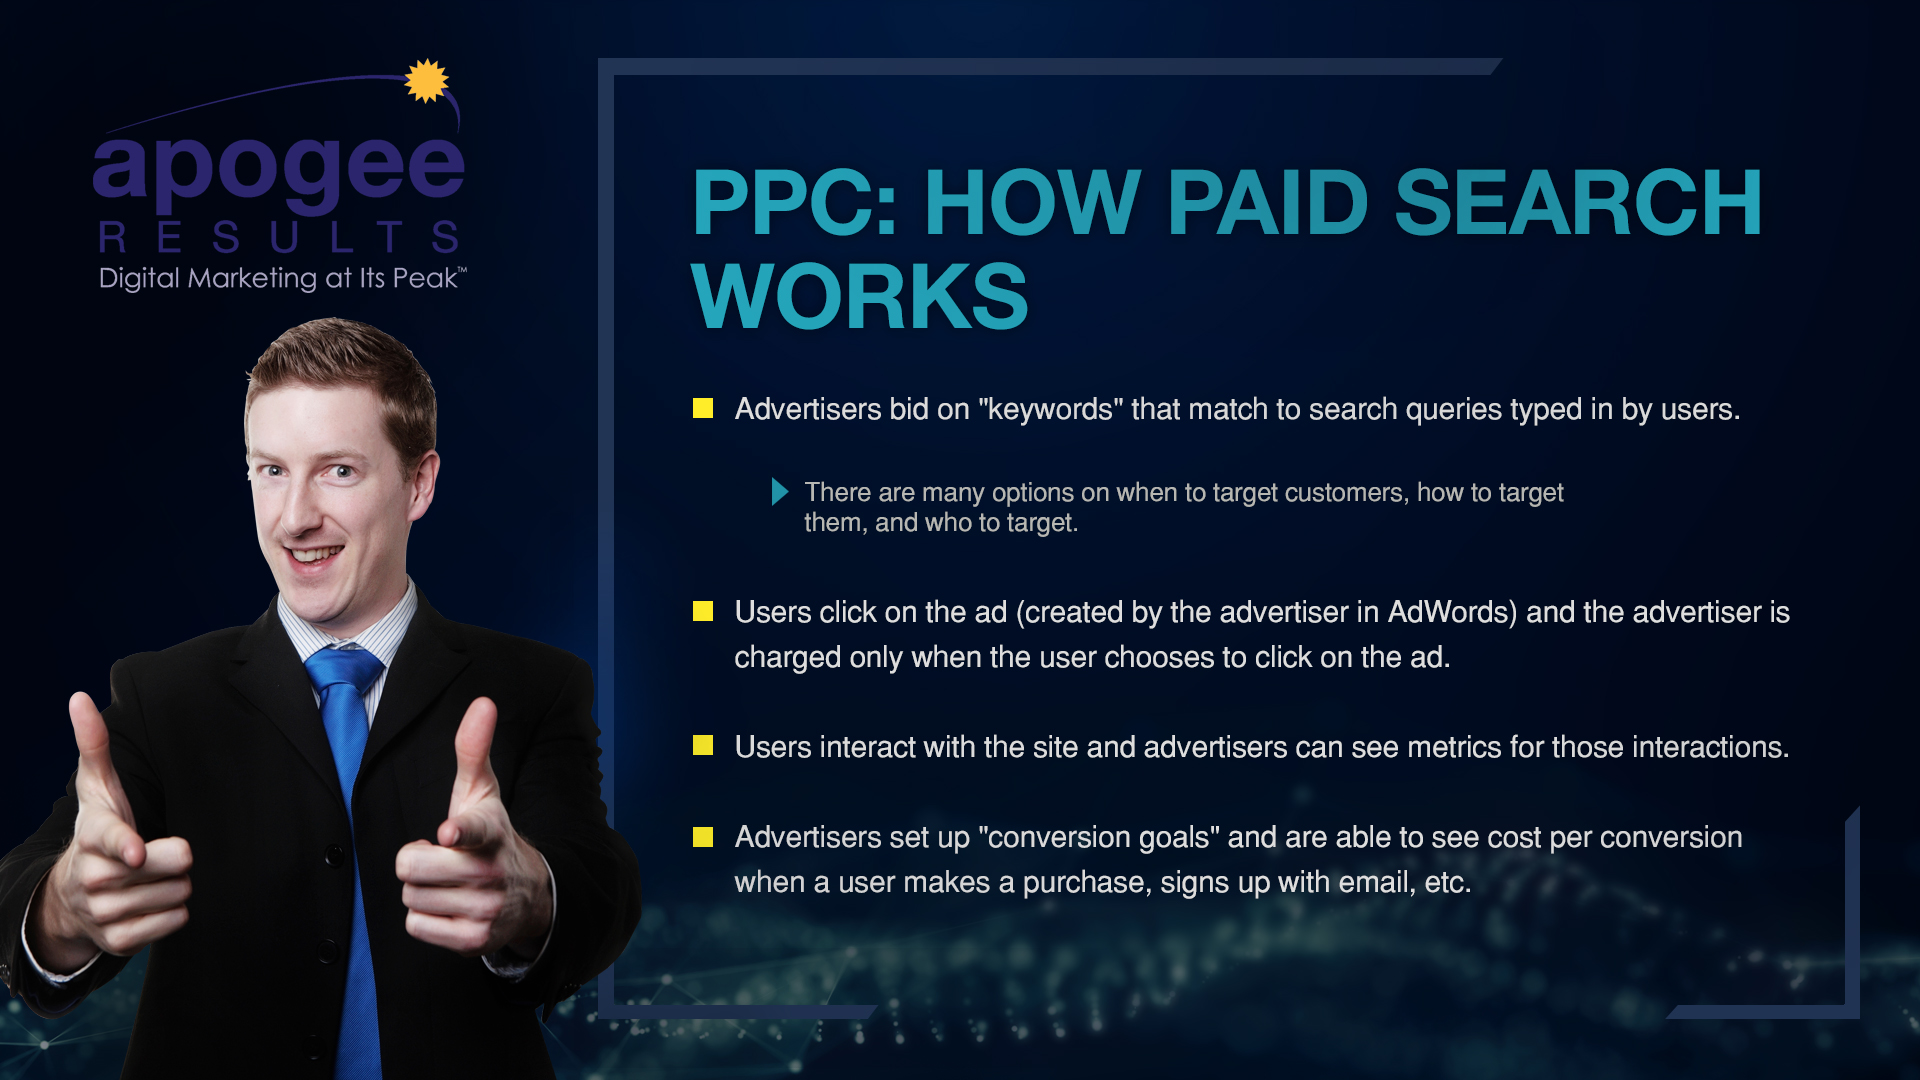 apogee
RESULTS
Digital Marketing at Its Peak™
PPC: HOW PAID SEARCH
WORKS
Advertisers bid on "keywords" that match to search queries typed in by users.
There are many options on when to target customers, how to target
them, and who to target.
Users click on the ad (created by the advertiser in AdWords) and the advertiser is
charged only when the user chooses to click on the ad.
Users interact with the site and advertisers can see metrics for those interactions.
Advertisers set up "conversion goals" and are able to see cost per conversion
when a user makes a purchase, signs up with email, etc.